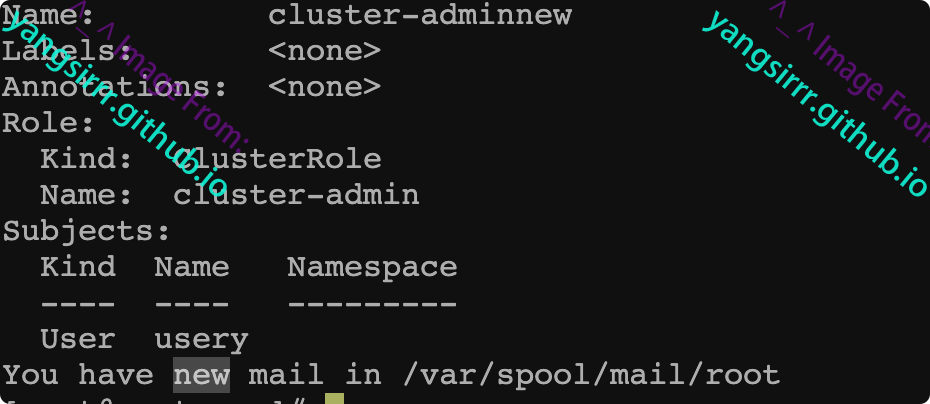 Name:       cluster-adminnew
Labels:       <none>
Annotations:  <none>
Role:
  Kind:  ClusterRole
  Name:  cluster-admin
Subjects:
  Kind  Name   Namespace
  ----  ----   ---------
  User  usery
You have new mail in /var/spool/mail/root
^_^ Image From:
yangsirrr.github.io
^_^ Image From
yangsirrr.github.io